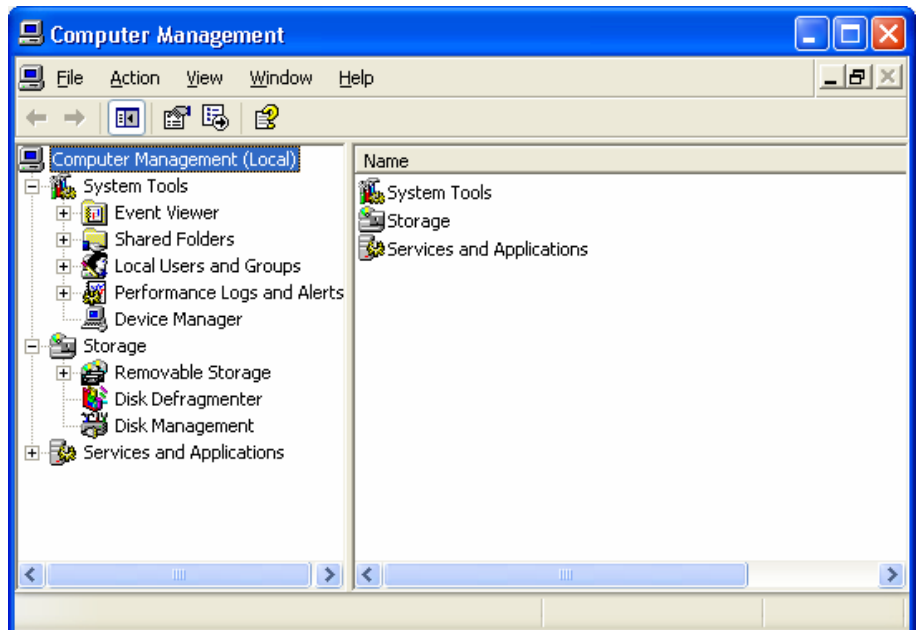 Computer Management
File Action View Window Help
Computer Management (Local)
System Tools
Event Viewer
Shared Folders
Local Users and Groups
Performance Logs and Alerts
Device Manager
Storage
Removable Storage
Disk Defragmenter
Disk Management
Services and Applications
Name
System Tools
Storage
Services and Applications